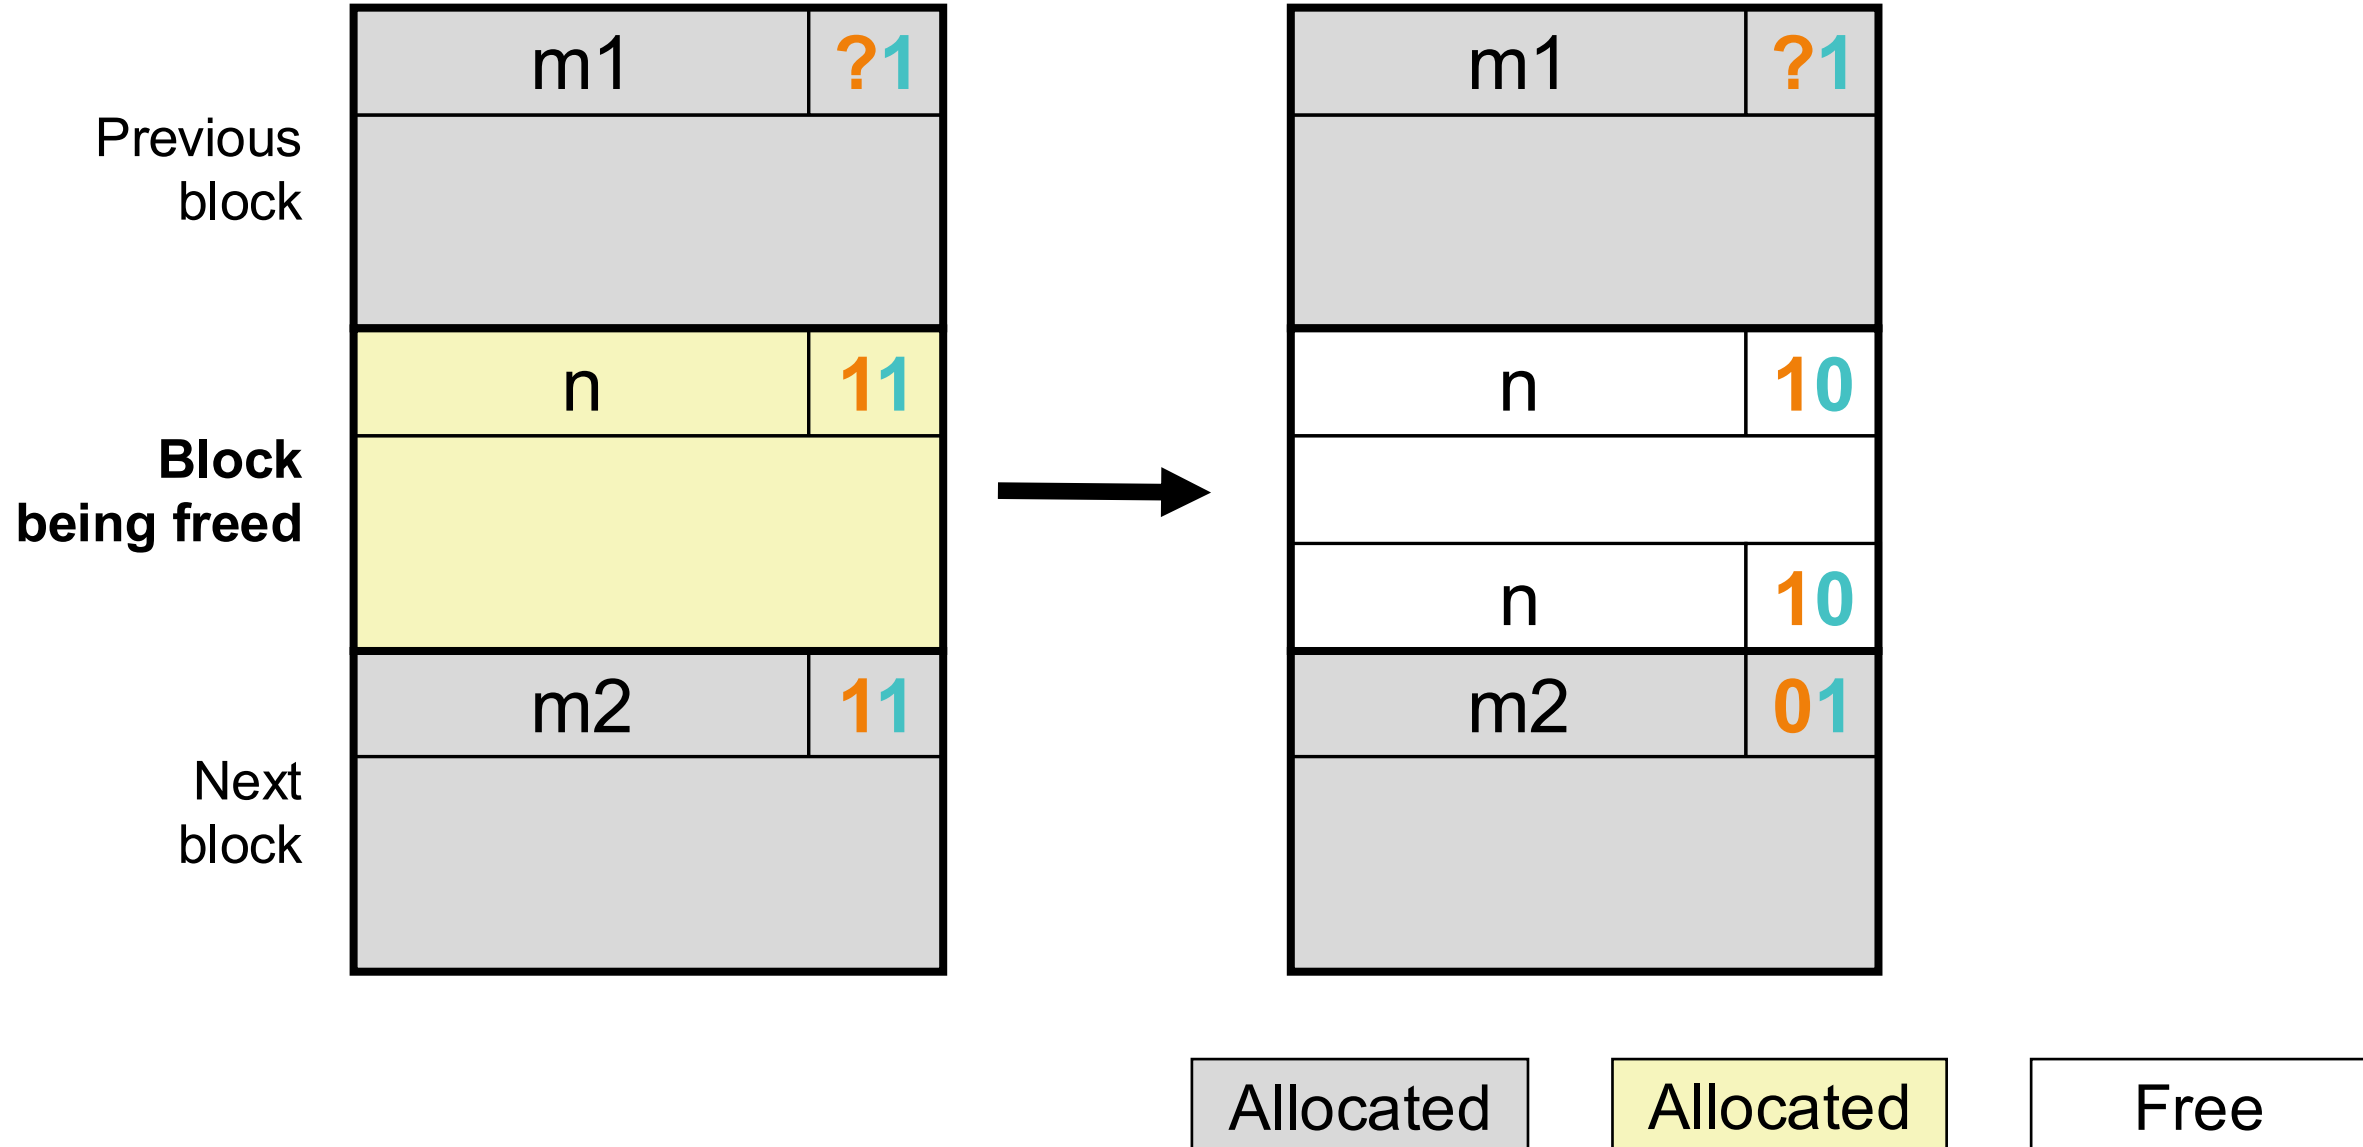 m1 ?1
m1 ?1
Previous
block
n 11
n 10
Block
being freed
n 10
m2 11
m2 01
Next
block
Allocated
Allocated
Free